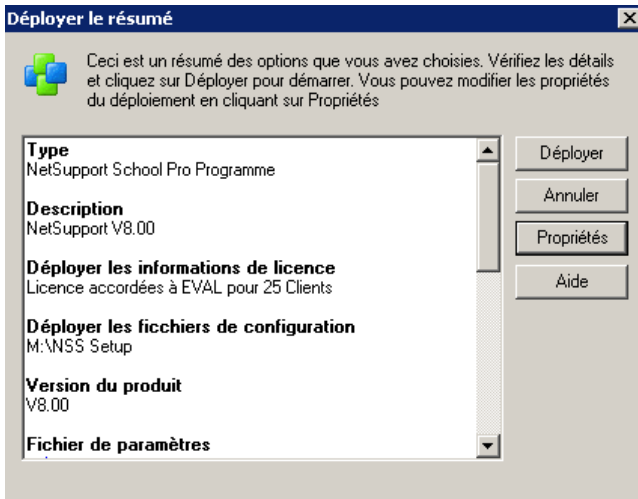 Déployer le résumé
Ceci est un résumé des options que vous avez choisies. Vérifiez les détails
et cliquez sur Déployer pour démarrer. Vous pouvez modifier les propriétés
du déploiement en cliquant sur Propriétés
Type
NetSupport School Pro Programme
Description
NetSupport V8.00
Déployer les informations de licence
Licence accordées à EVAL pour 25 Clients
Déployer les ficchiers de configuration
M:\NSS Setup
Version du produit
V8.00
Fichier de paramètres
Déployer
Annuler
Propriétés
Aide